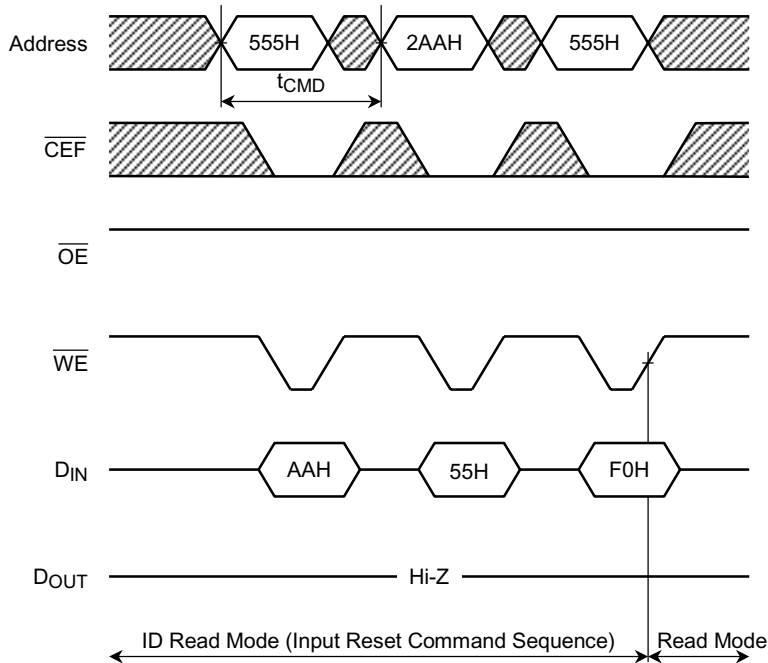 Address 555H 2AAH 555H
tCMD
CEF
OE
WE
DIN AAH 55H F0H
DOUT Hi-Z
ID Read Mode (Input Reset Command Sequence) Read Mode